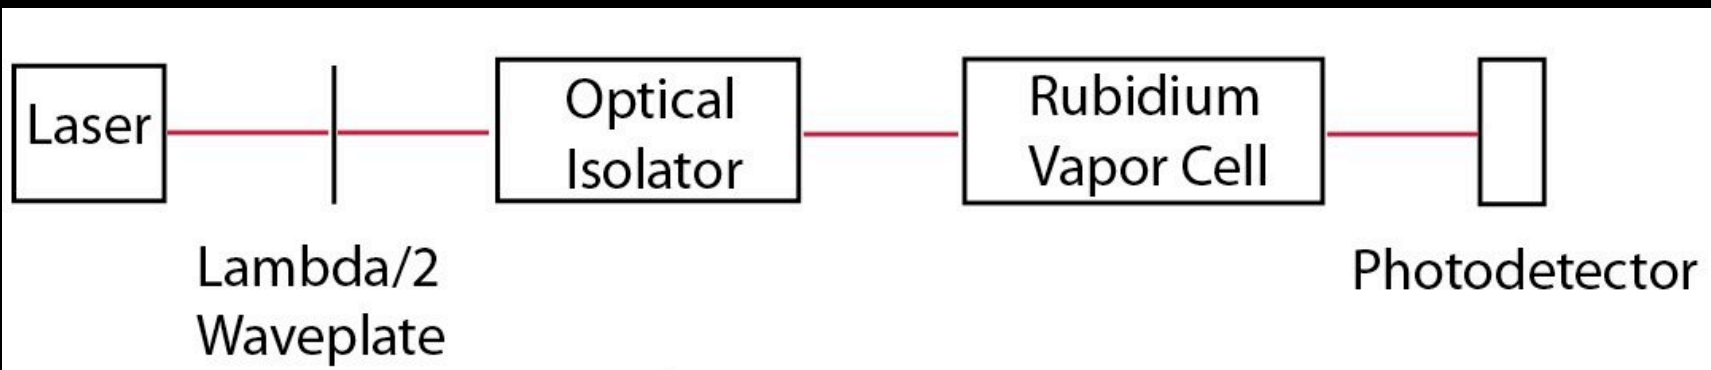 Laser
Lambda/2
Waveplate
Optical
Isolator
Rubidium
Vapor Cell
Photodetector